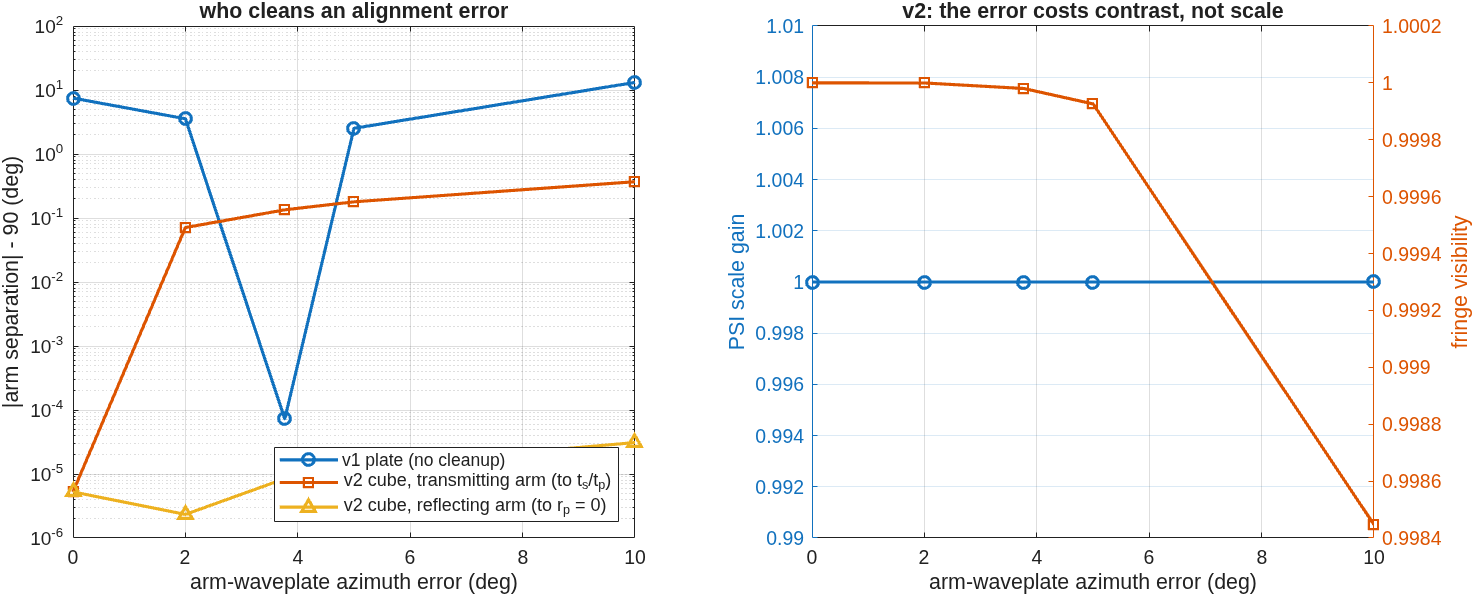 who cleans an alignment error
10^2
10^1
10^0
10^-1
10^-2
10^-3
10^-4
10^-5
10^-6
|arm separation| - 90 (deg)
v1 plate (no cleanup)
v2 cube, transmitting arm (to t_s/t_p)
v2 cube, reflecting arm (to r_p = 0)
0 2 4 6 8 10
arm-waveplate azimuth error (deg)
v2: the error costs contrast, not scale
1.01
1.008
1.006
1.004
1.002
1
0.998
0.996
0.994
0.992
0.99
PSI scale gain
1.0002
1
0.9998
0.9996
0.9994
0.9992
0.999
0.9988
0.9986
0.9984
fringe visibility
0 2 4 6 8 10
arm-waveplate azimuth error (deg)